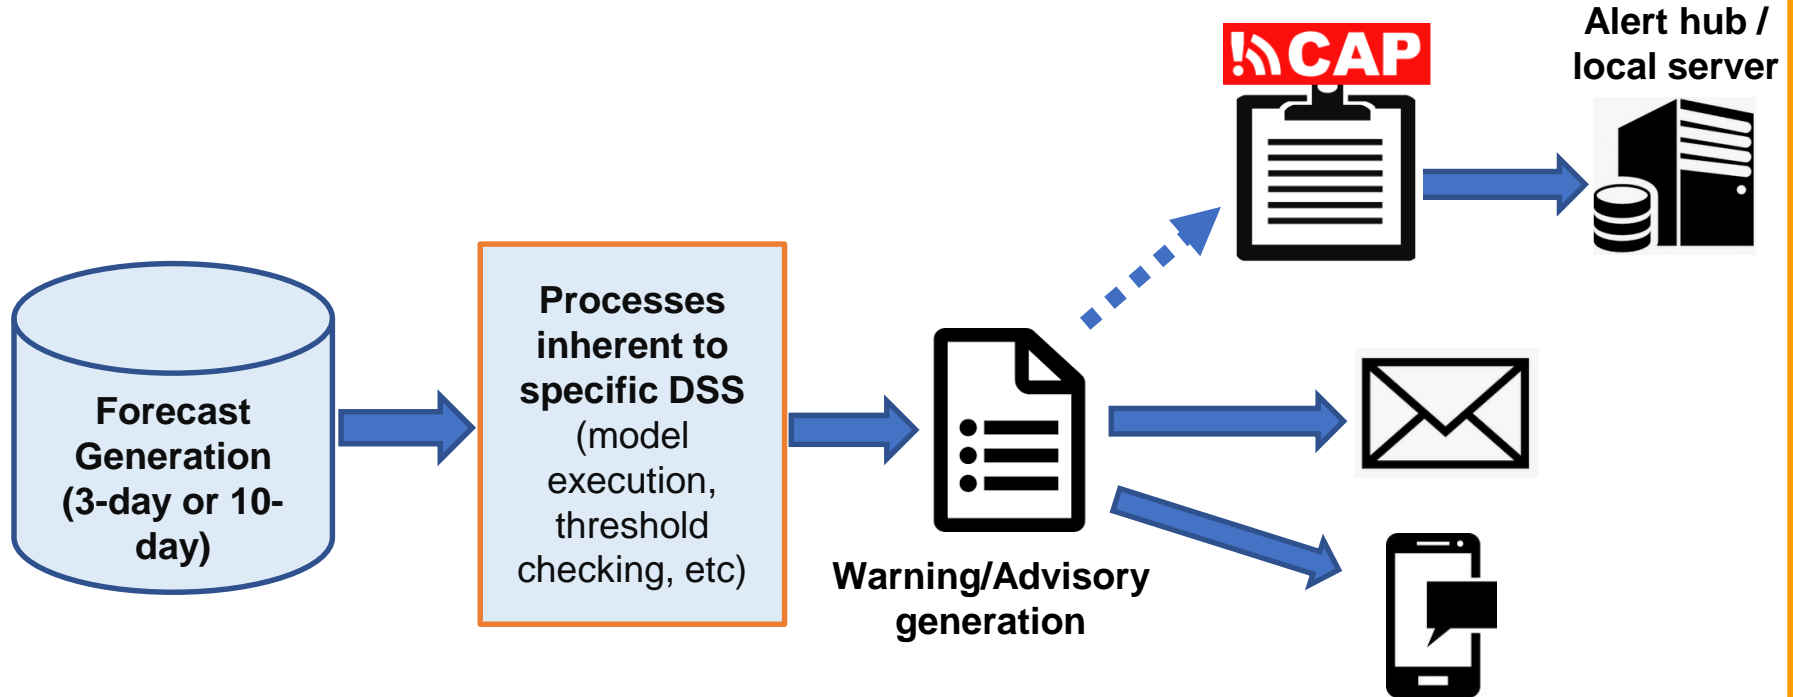 Forecast
Generation
(3-day or 10-
day)
Processes
inherent to
specific DSS
(model
execution,
threshold
checking, etc)
Warning/Advisory
generation
CAP
Alert hub /
local server